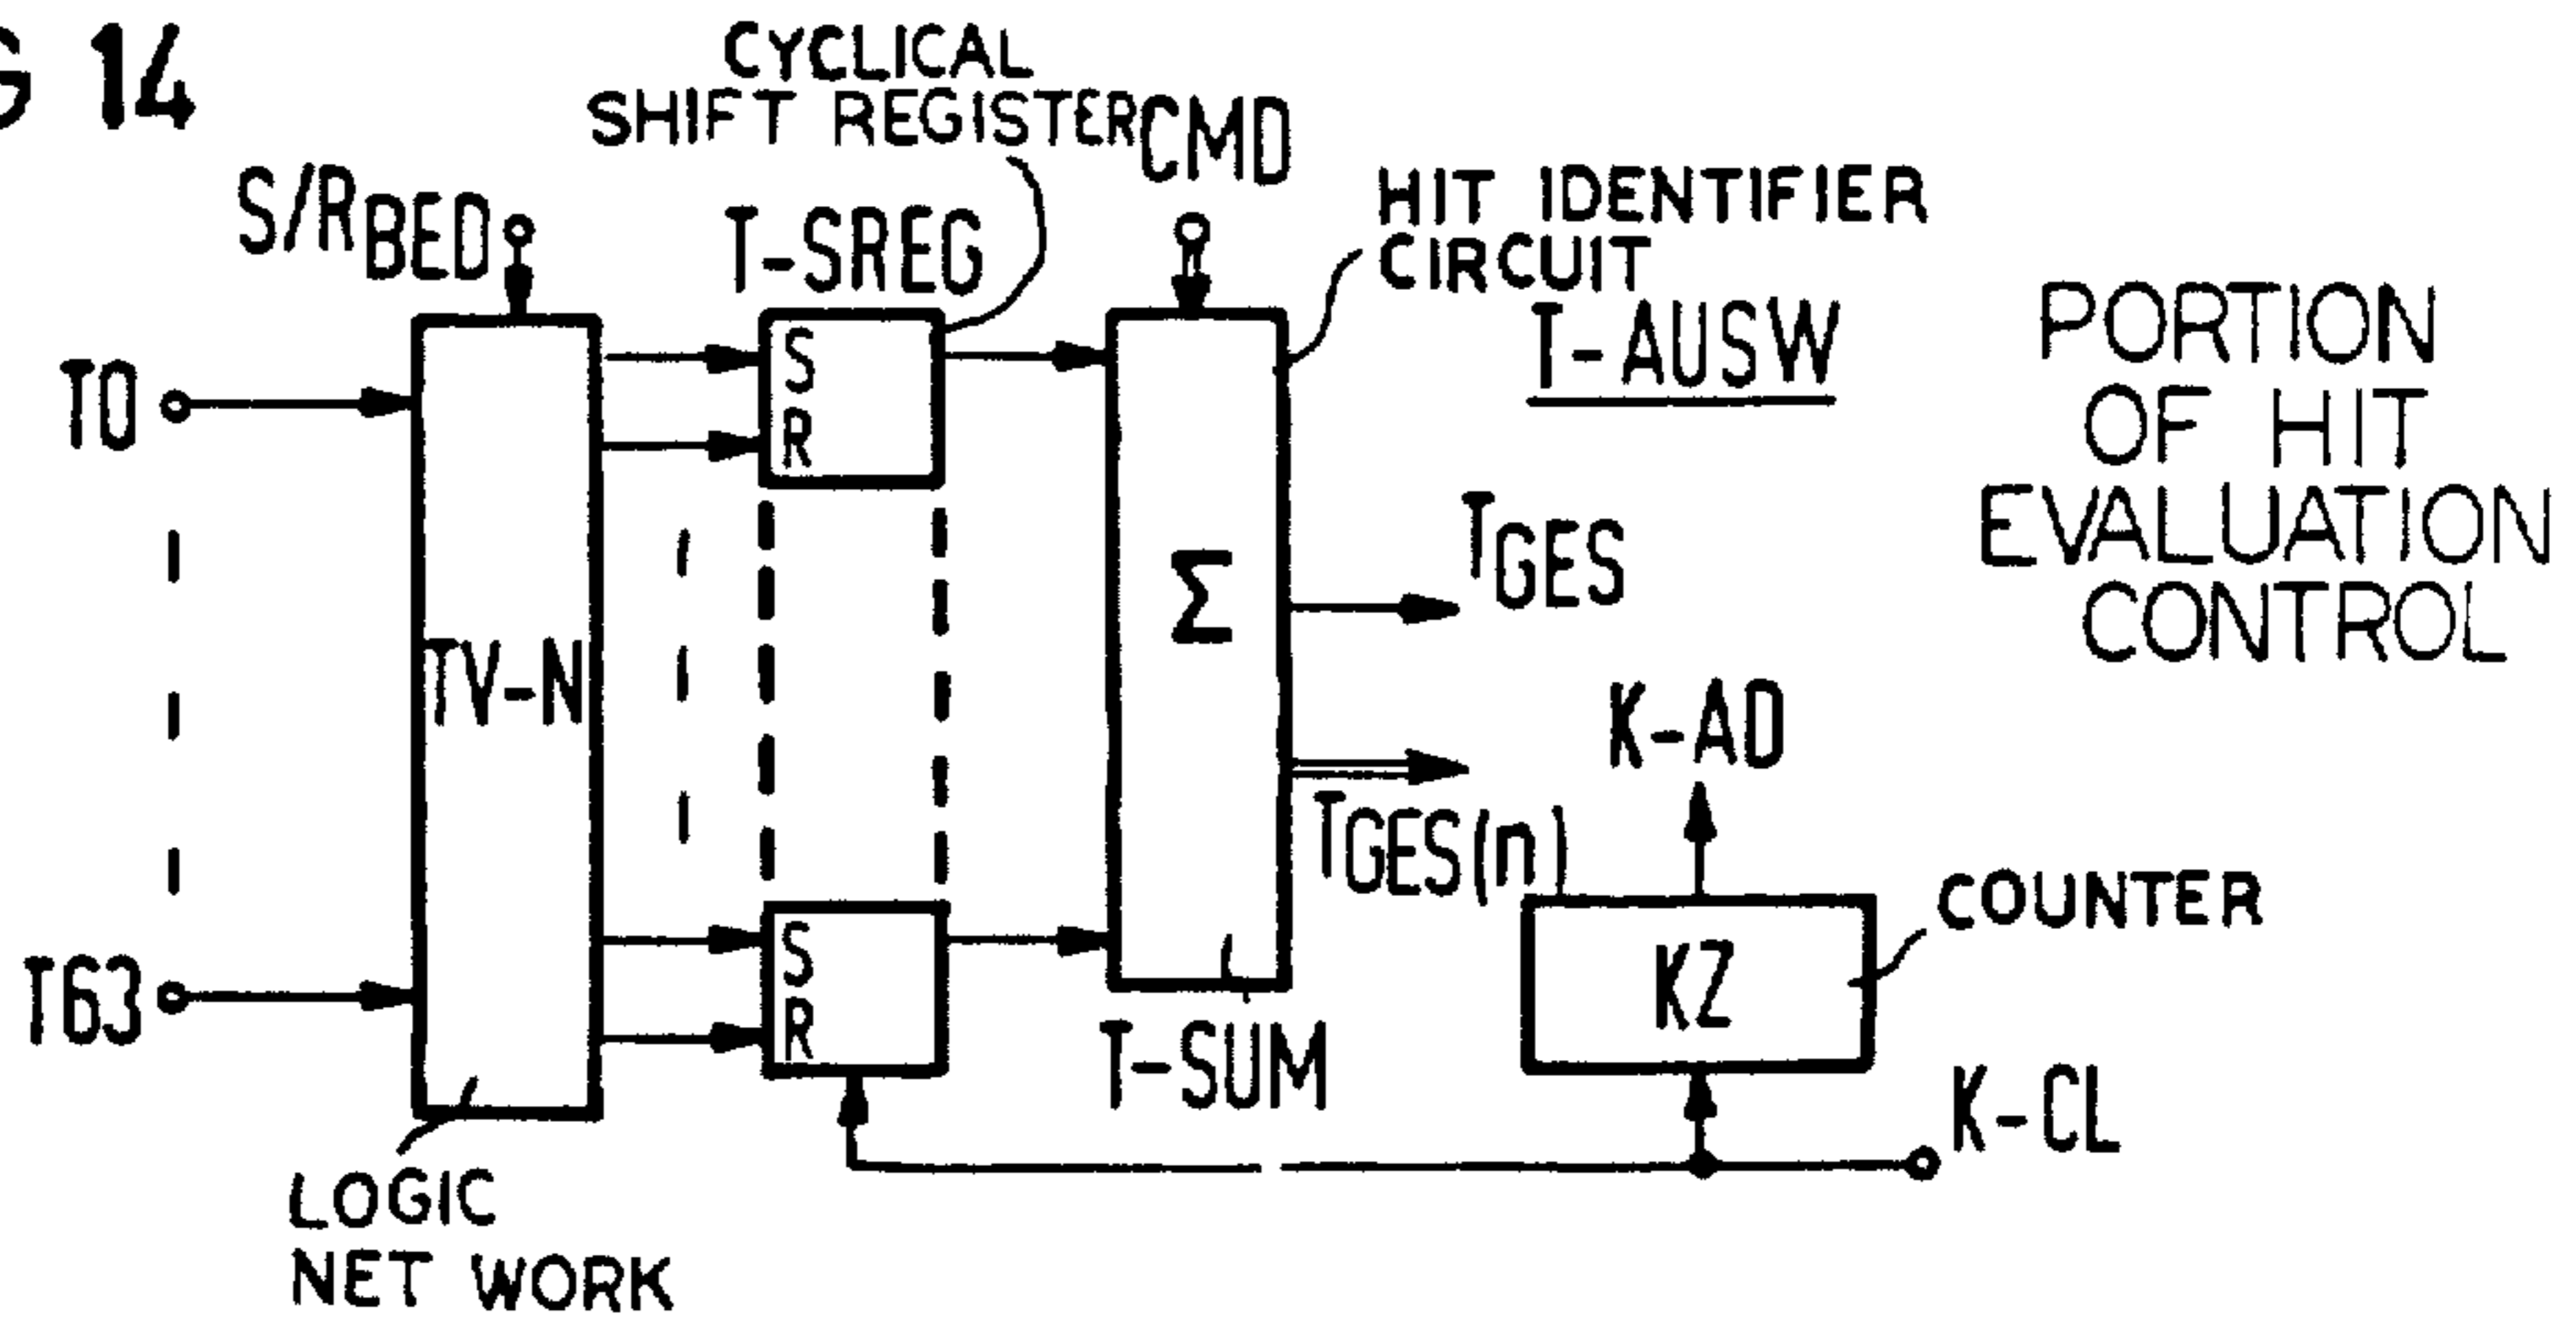 G 14
CYCLICAL
SHIFT REGISTER
CMD
S/RBED
T-SREG
HIT IDENTIFIER
CIRCUIT
T-AUSW
PORTION
OF HIT
EVALUATION
CONTROL
T0
S
R
TV-N
Σ
TGES
K-AD
TGES(n)
COUNTER
T63
S
R
KZ
T-SUM
K-CL
LOGIC
NET WORK